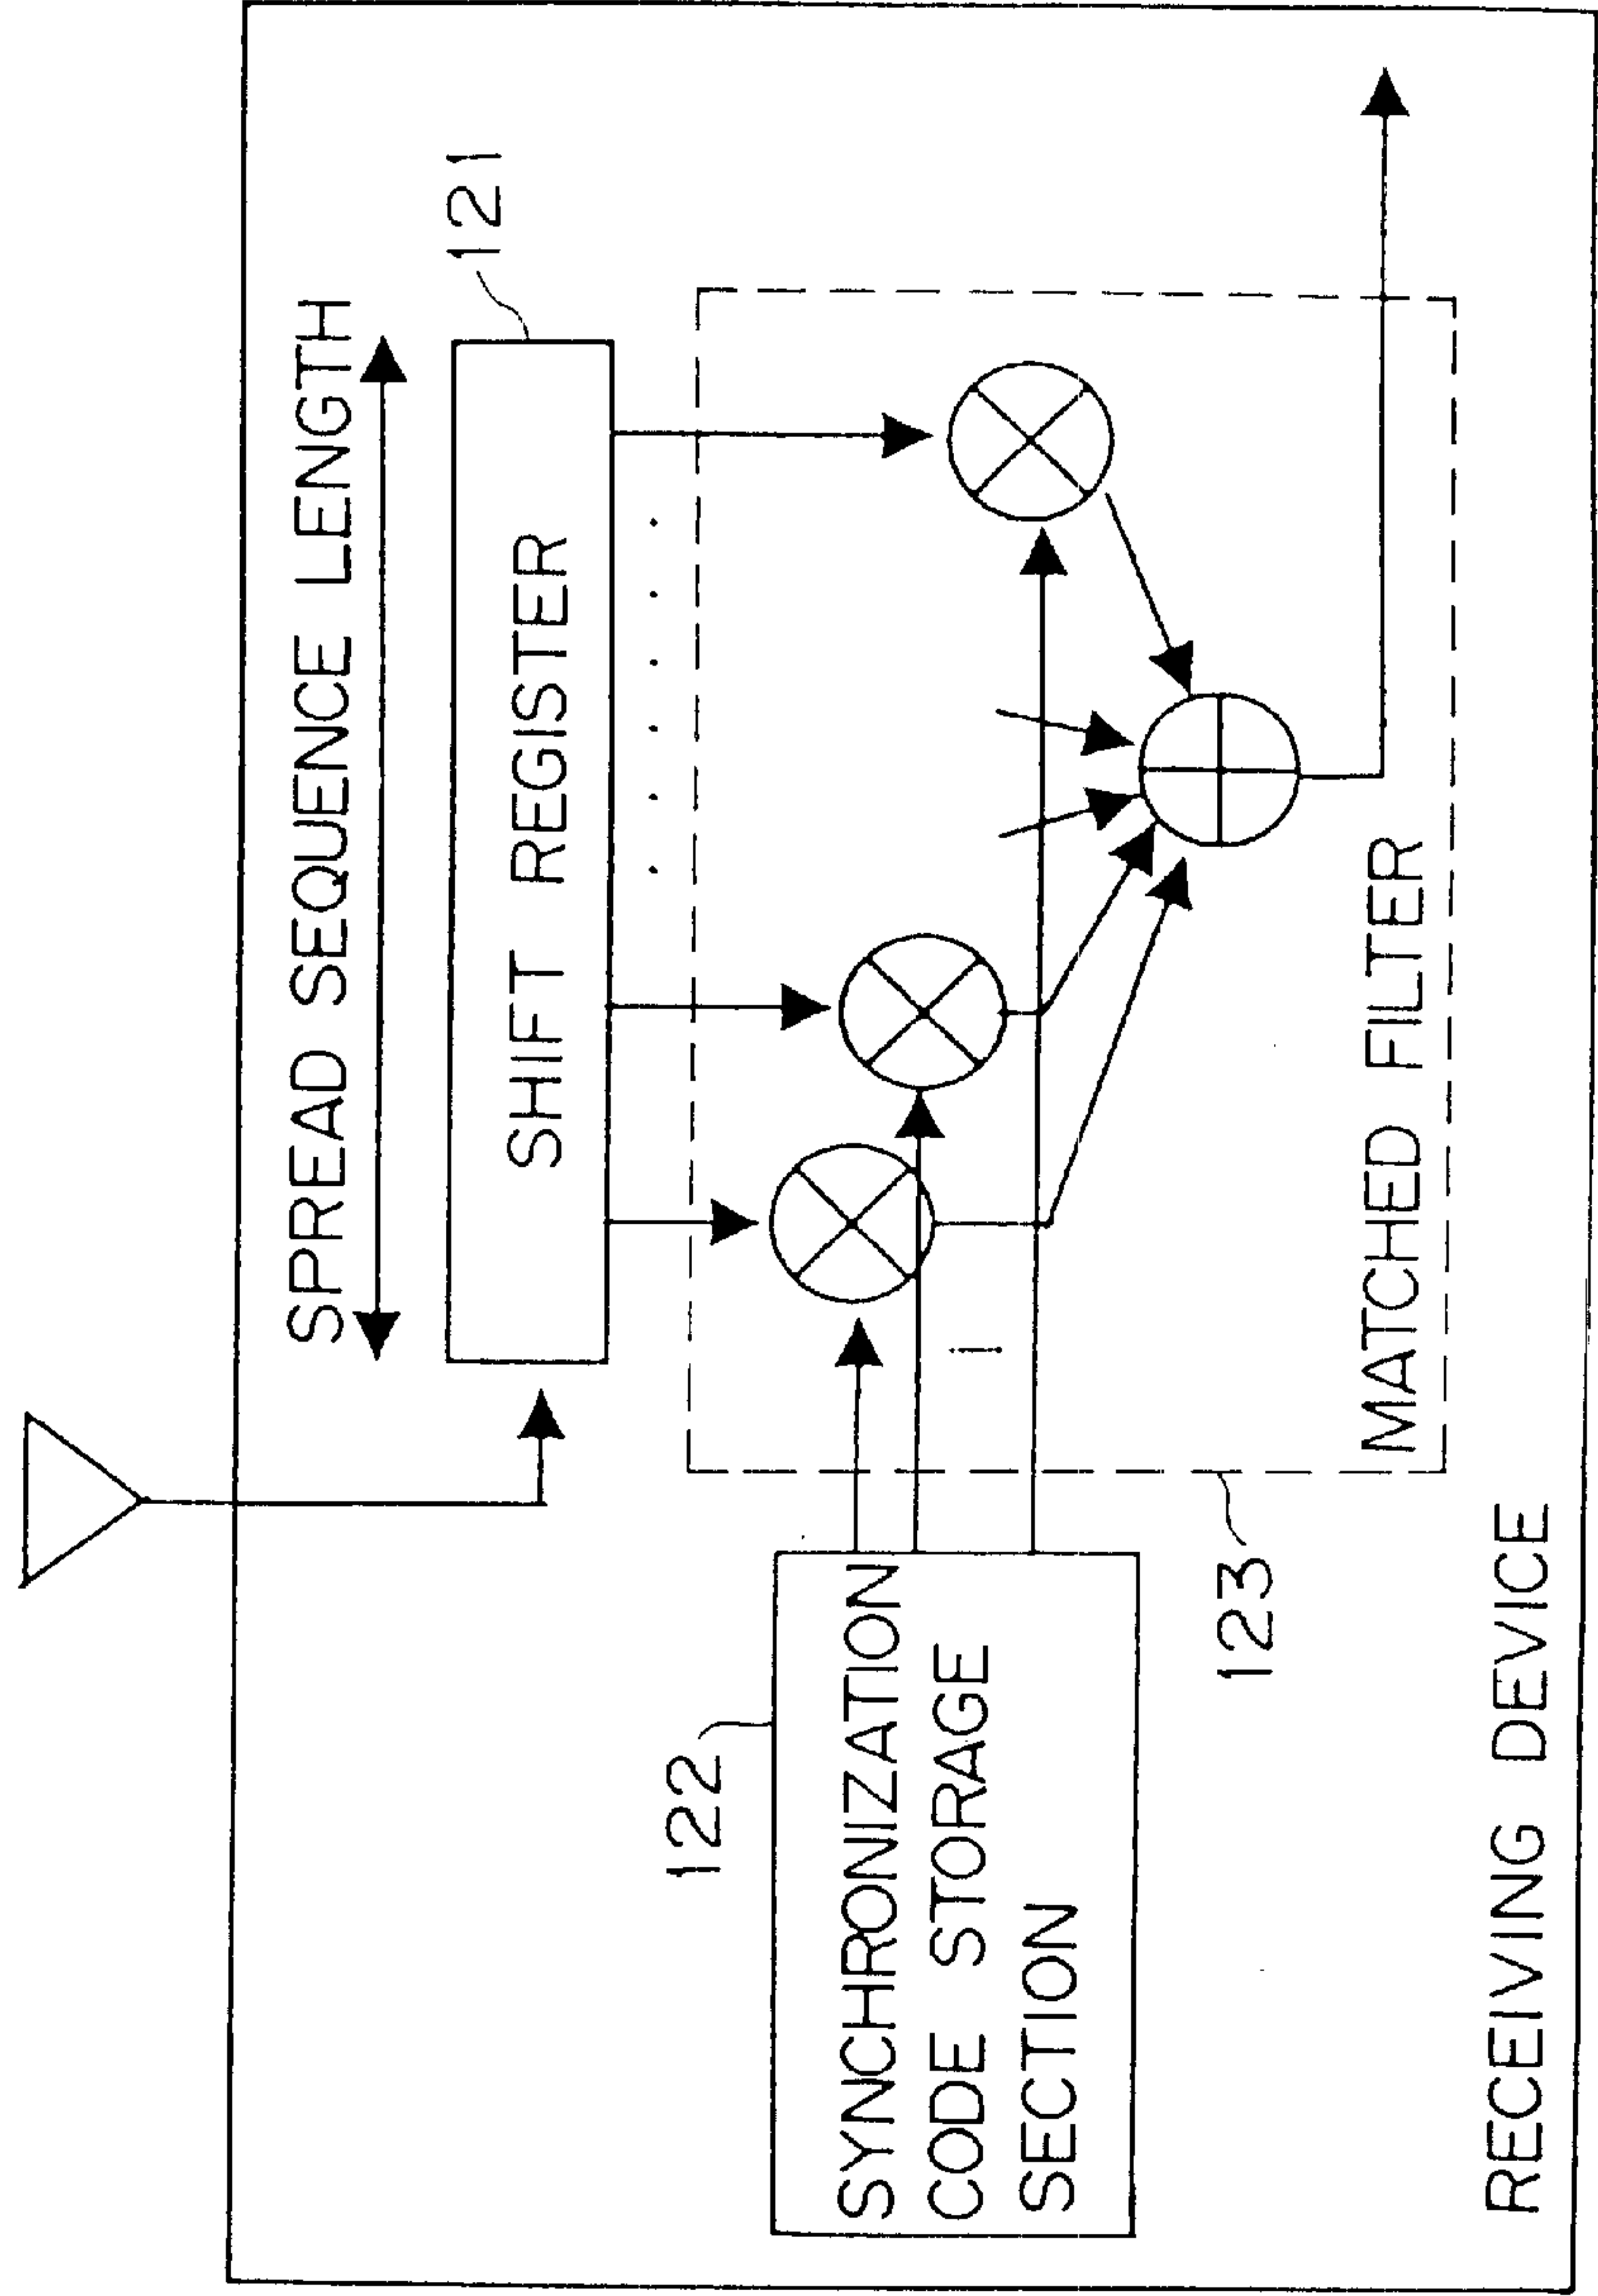 SPREAD SEQUENCE LENGTH
121
SHIFT REGISTER
122
SYNCHRONIZATION
CODE STORAGE
SECTION
123
MATCHED FILTER
RECEIVING DEVICE